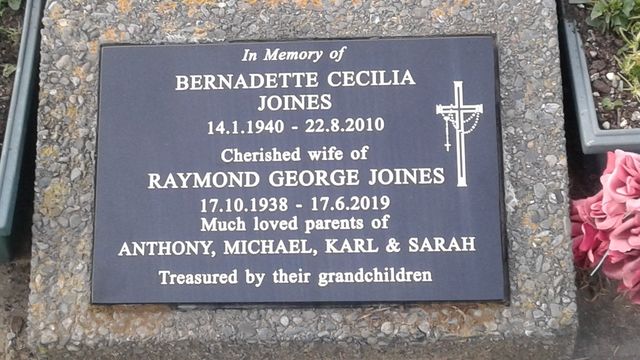 In Memory of
BERNADETTE CECILIA
JOINES
14.1.1940 - 22.8.2010
Cherished wife of
RAYMOND GEORGE JOINES
17.10.1938 - 17.6.2019
Much loved parents of
ANTHONY, MICHAEL, KARL & SARAH
Treasured by their grandchildren